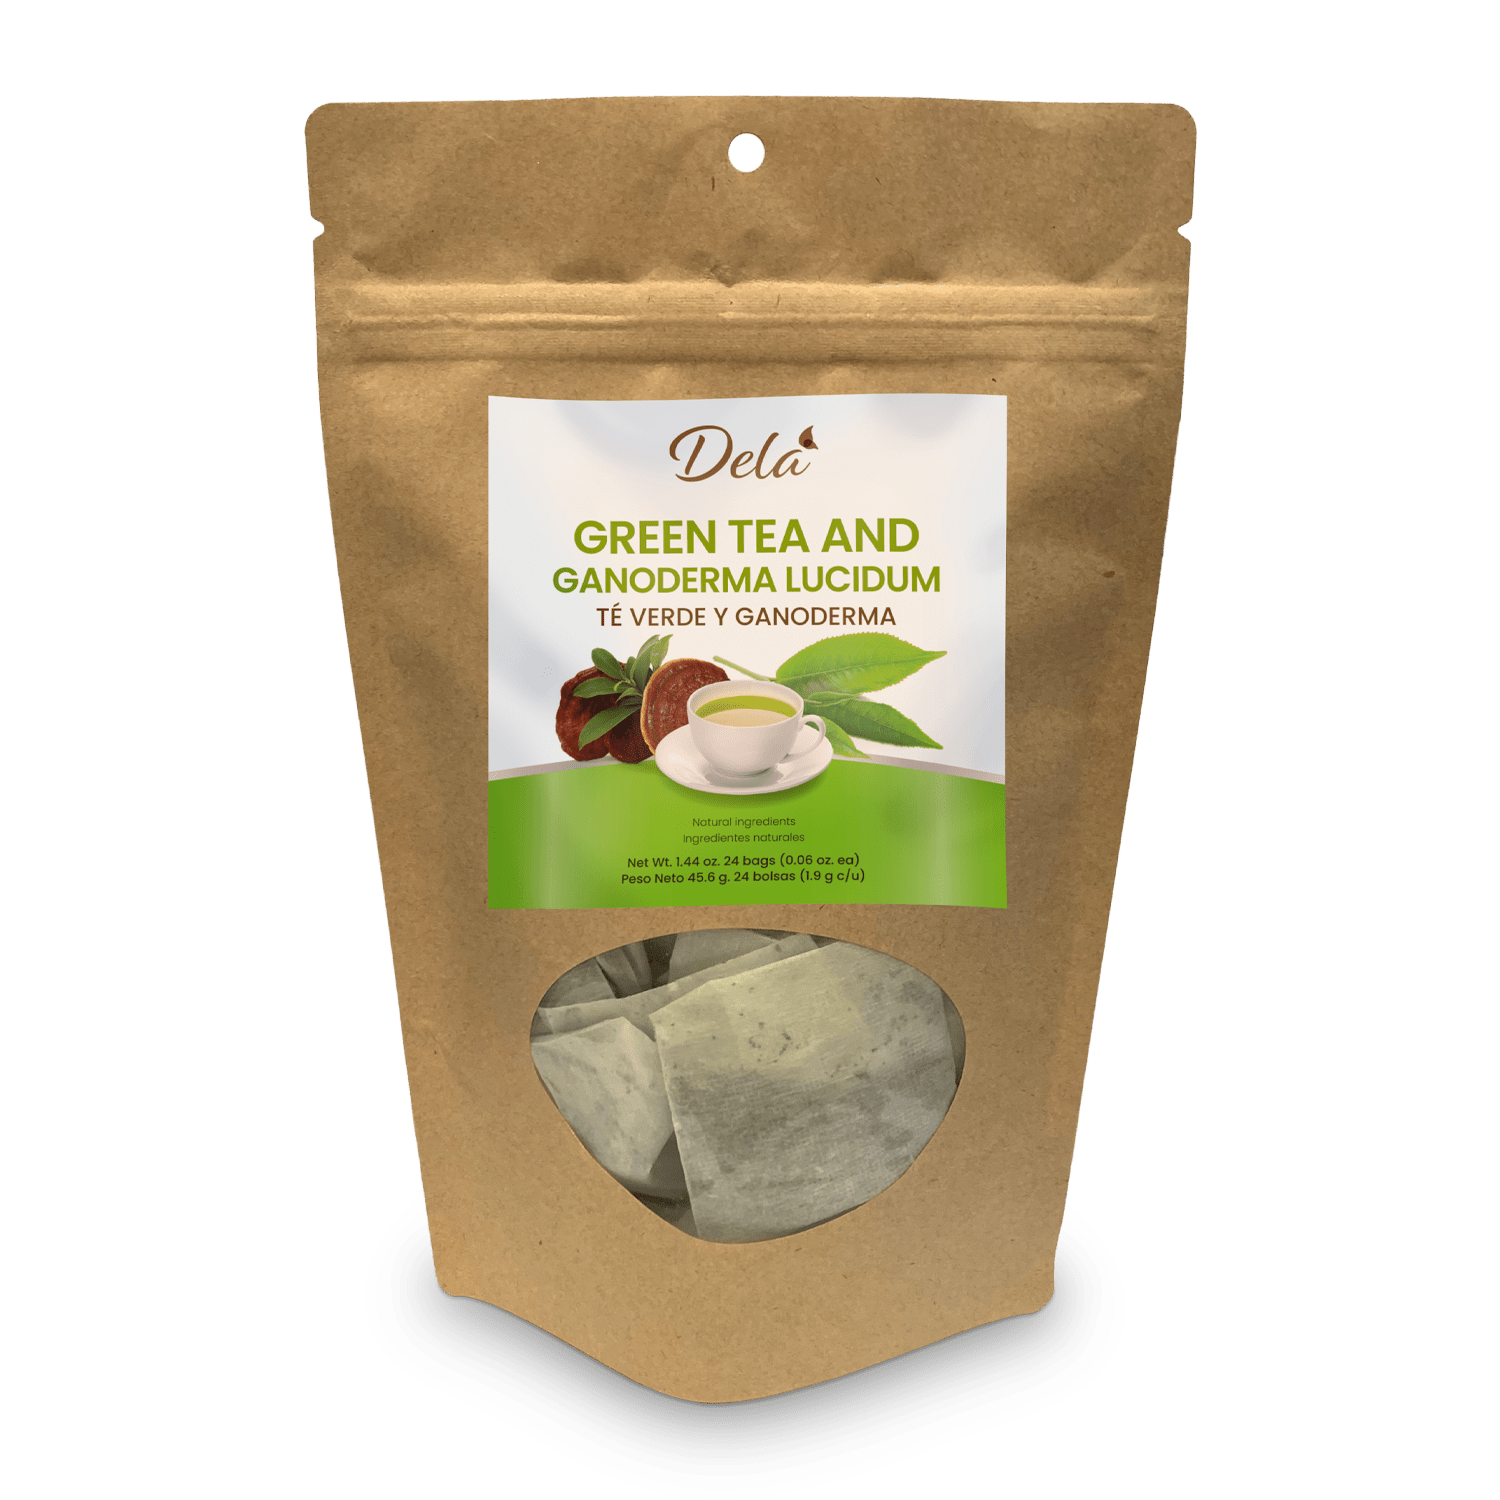 Dela
GREEN TEA AND
GANODERMA LUCIDUM
TÉ VERDE Y GANODERMA
Natural ingredients
Ingredientes naturales
Net Wt. 1.44 oz. 24 bags (0.06 oz. ea)
Peso Neto 45.6 g. 24 bolsas (1.9 g c/u)